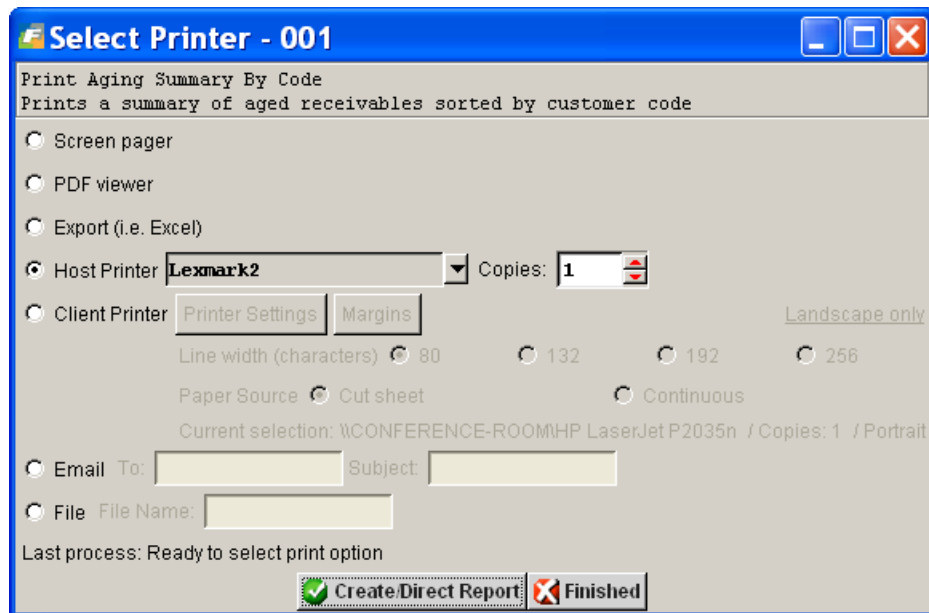 Select Printer - 001
Print Aging Summary By Code
Prints a summary of aged receivables sorted by customer code
Screen pager
PDF viewer
Export (i.e. Excel)
Host Printer Lexmark2 Copies: 1
Client Printer Printer Settings Margins Landscape only
Line width (characters) 80 132 192 256
Paper Source Cut sheet Continuous
Current selection: \\CONFERENCE-ROOM\HP LaserJet P2035n / Copies: 1 / Portrait
Email To: Subject:
File File Name:
Last process: Ready to select print option
Create/Direct Report Finished